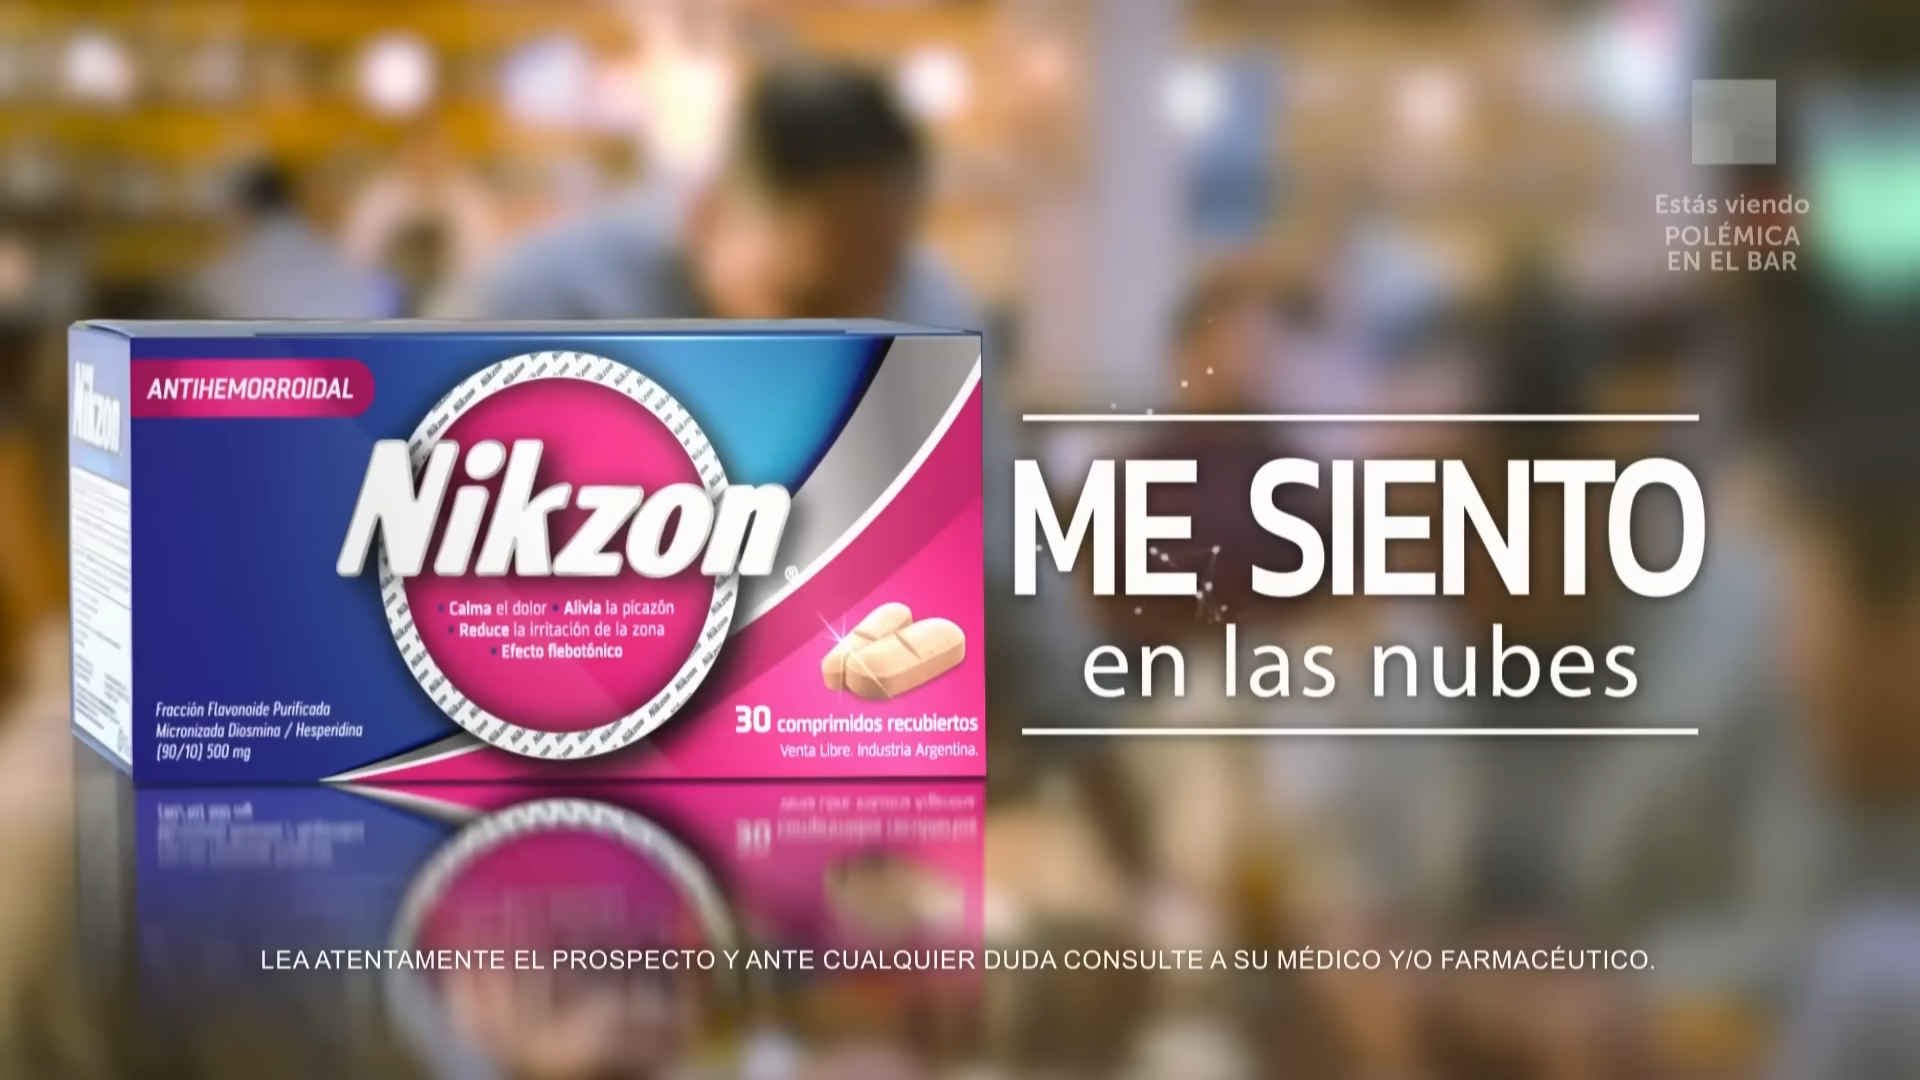 Estás viendo
POLÉMICA
EN EL BAR
Nikzon
ANTIHEMORROIDAL
Nikzon®
• Calma el dolor • Alivia la picazón
• Reduce la irritación de la zona
• Efecto flebotónico
Fracción Flavonoide Purificada
Micronizada Diosmina / Hesperidina
(90/10) 500 mg
30 comprimidos recubiertos
Venta Libre. Industria Argentina.
ME SIENTO
en las nubes
LEA ATENTAMENTE EL PROSPECTO Y ANTE CUALQUIER DUDA CONSULTE A SU MÉDICO Y/O FARMACÉUTICO.